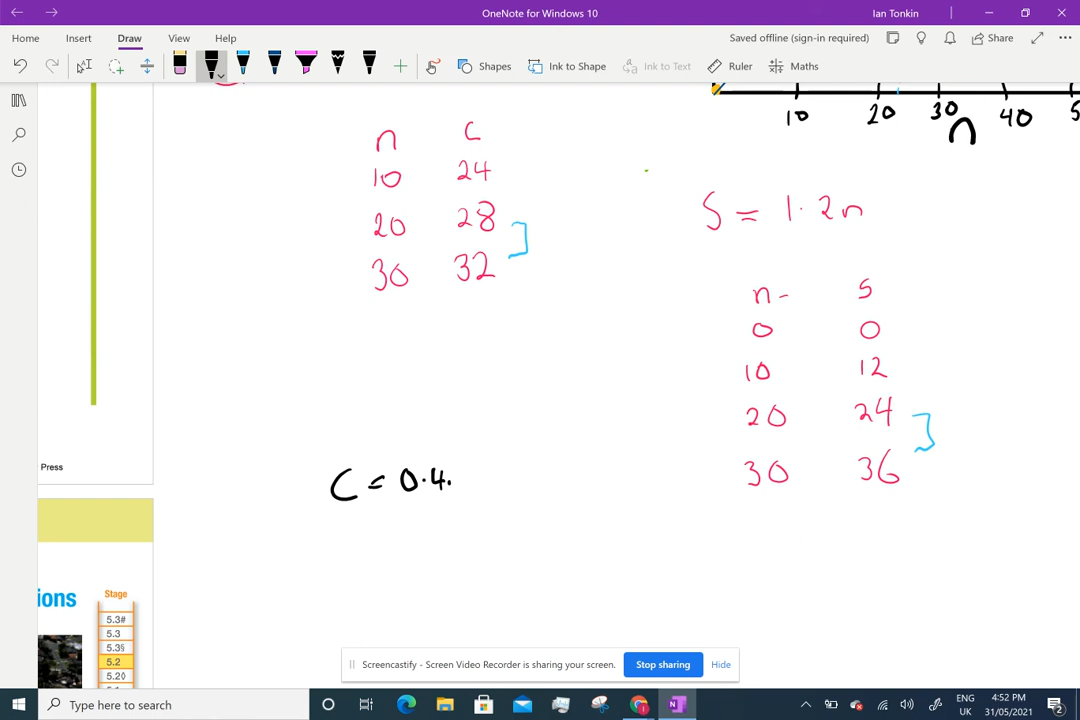 OneNote for Windows 10
Ian Tonkin
Home Insert Draw View Help
Saved offline (sign-in required)
Share
Shapes
Ink to Shape
Ink to Text
Ruler
Maths
10 20 30 40 5
n
n C
10 24
20 28
30 32
S = 1.2n
n S
0 0
10 12
20 24
30 36
C = 0.4.
Press
ions
Stage
5.3#
5.3
5.3§
5.2
5.2◊
Screencastify - Screen Video Recorder is sharing your screen.
Stop sharing
Hide
Type here to search
ENG
UK
4:52 PM
31/05/2021
2